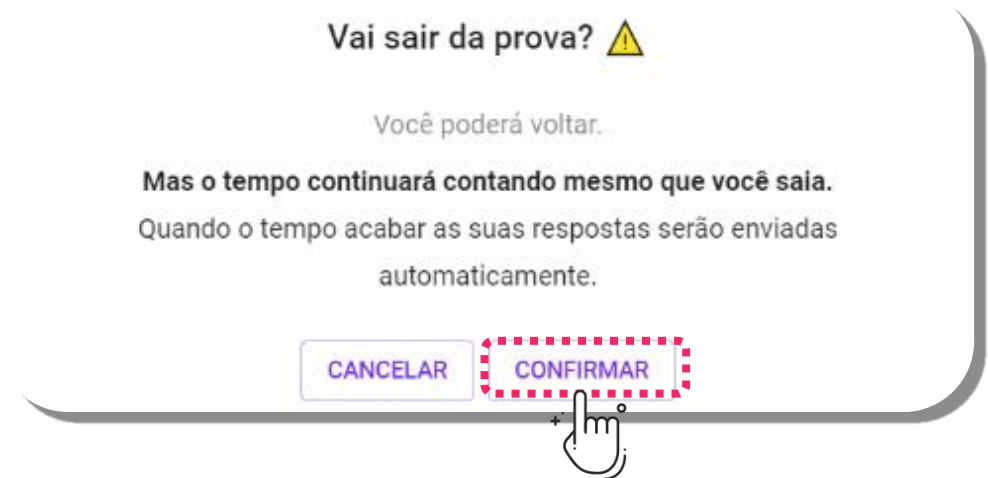 Vai sair da prova? ⚠
Você poderá voltar.
Mas o tempo continuará contando mesmo que você saia.
Quando o tempo acabar as suas respostas serão enviadas
automaticamente.
CANCELAR CONFIRMAR